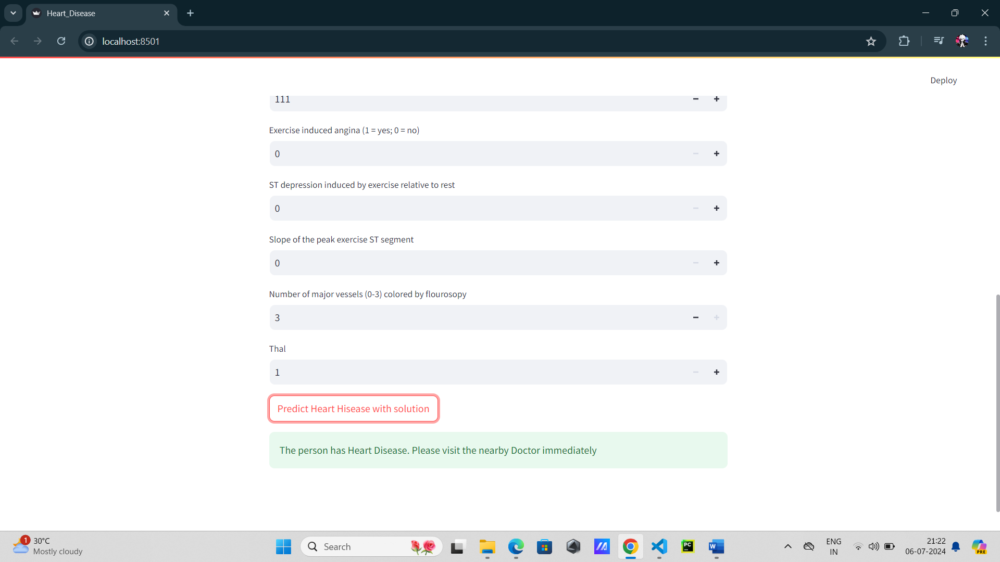 Heart_Disease
localhost:8501
Deploy
111
Exercise induced angina (1 = yes; 0 = no)
0
ST depression induced by exercise relative to rest
0
Slope of the peak exercise ST segment
0
Number of major vessels (0-3) colored by flourosopy
3
Thal
1
Predict Heart Hisease with solution
The person has Heart Disease. Please visit the nearby Doctor immediately
1
30°C
Mostly cloudy
Search
PC
W
ENG
IN
21:22
06-07-2024
PRE